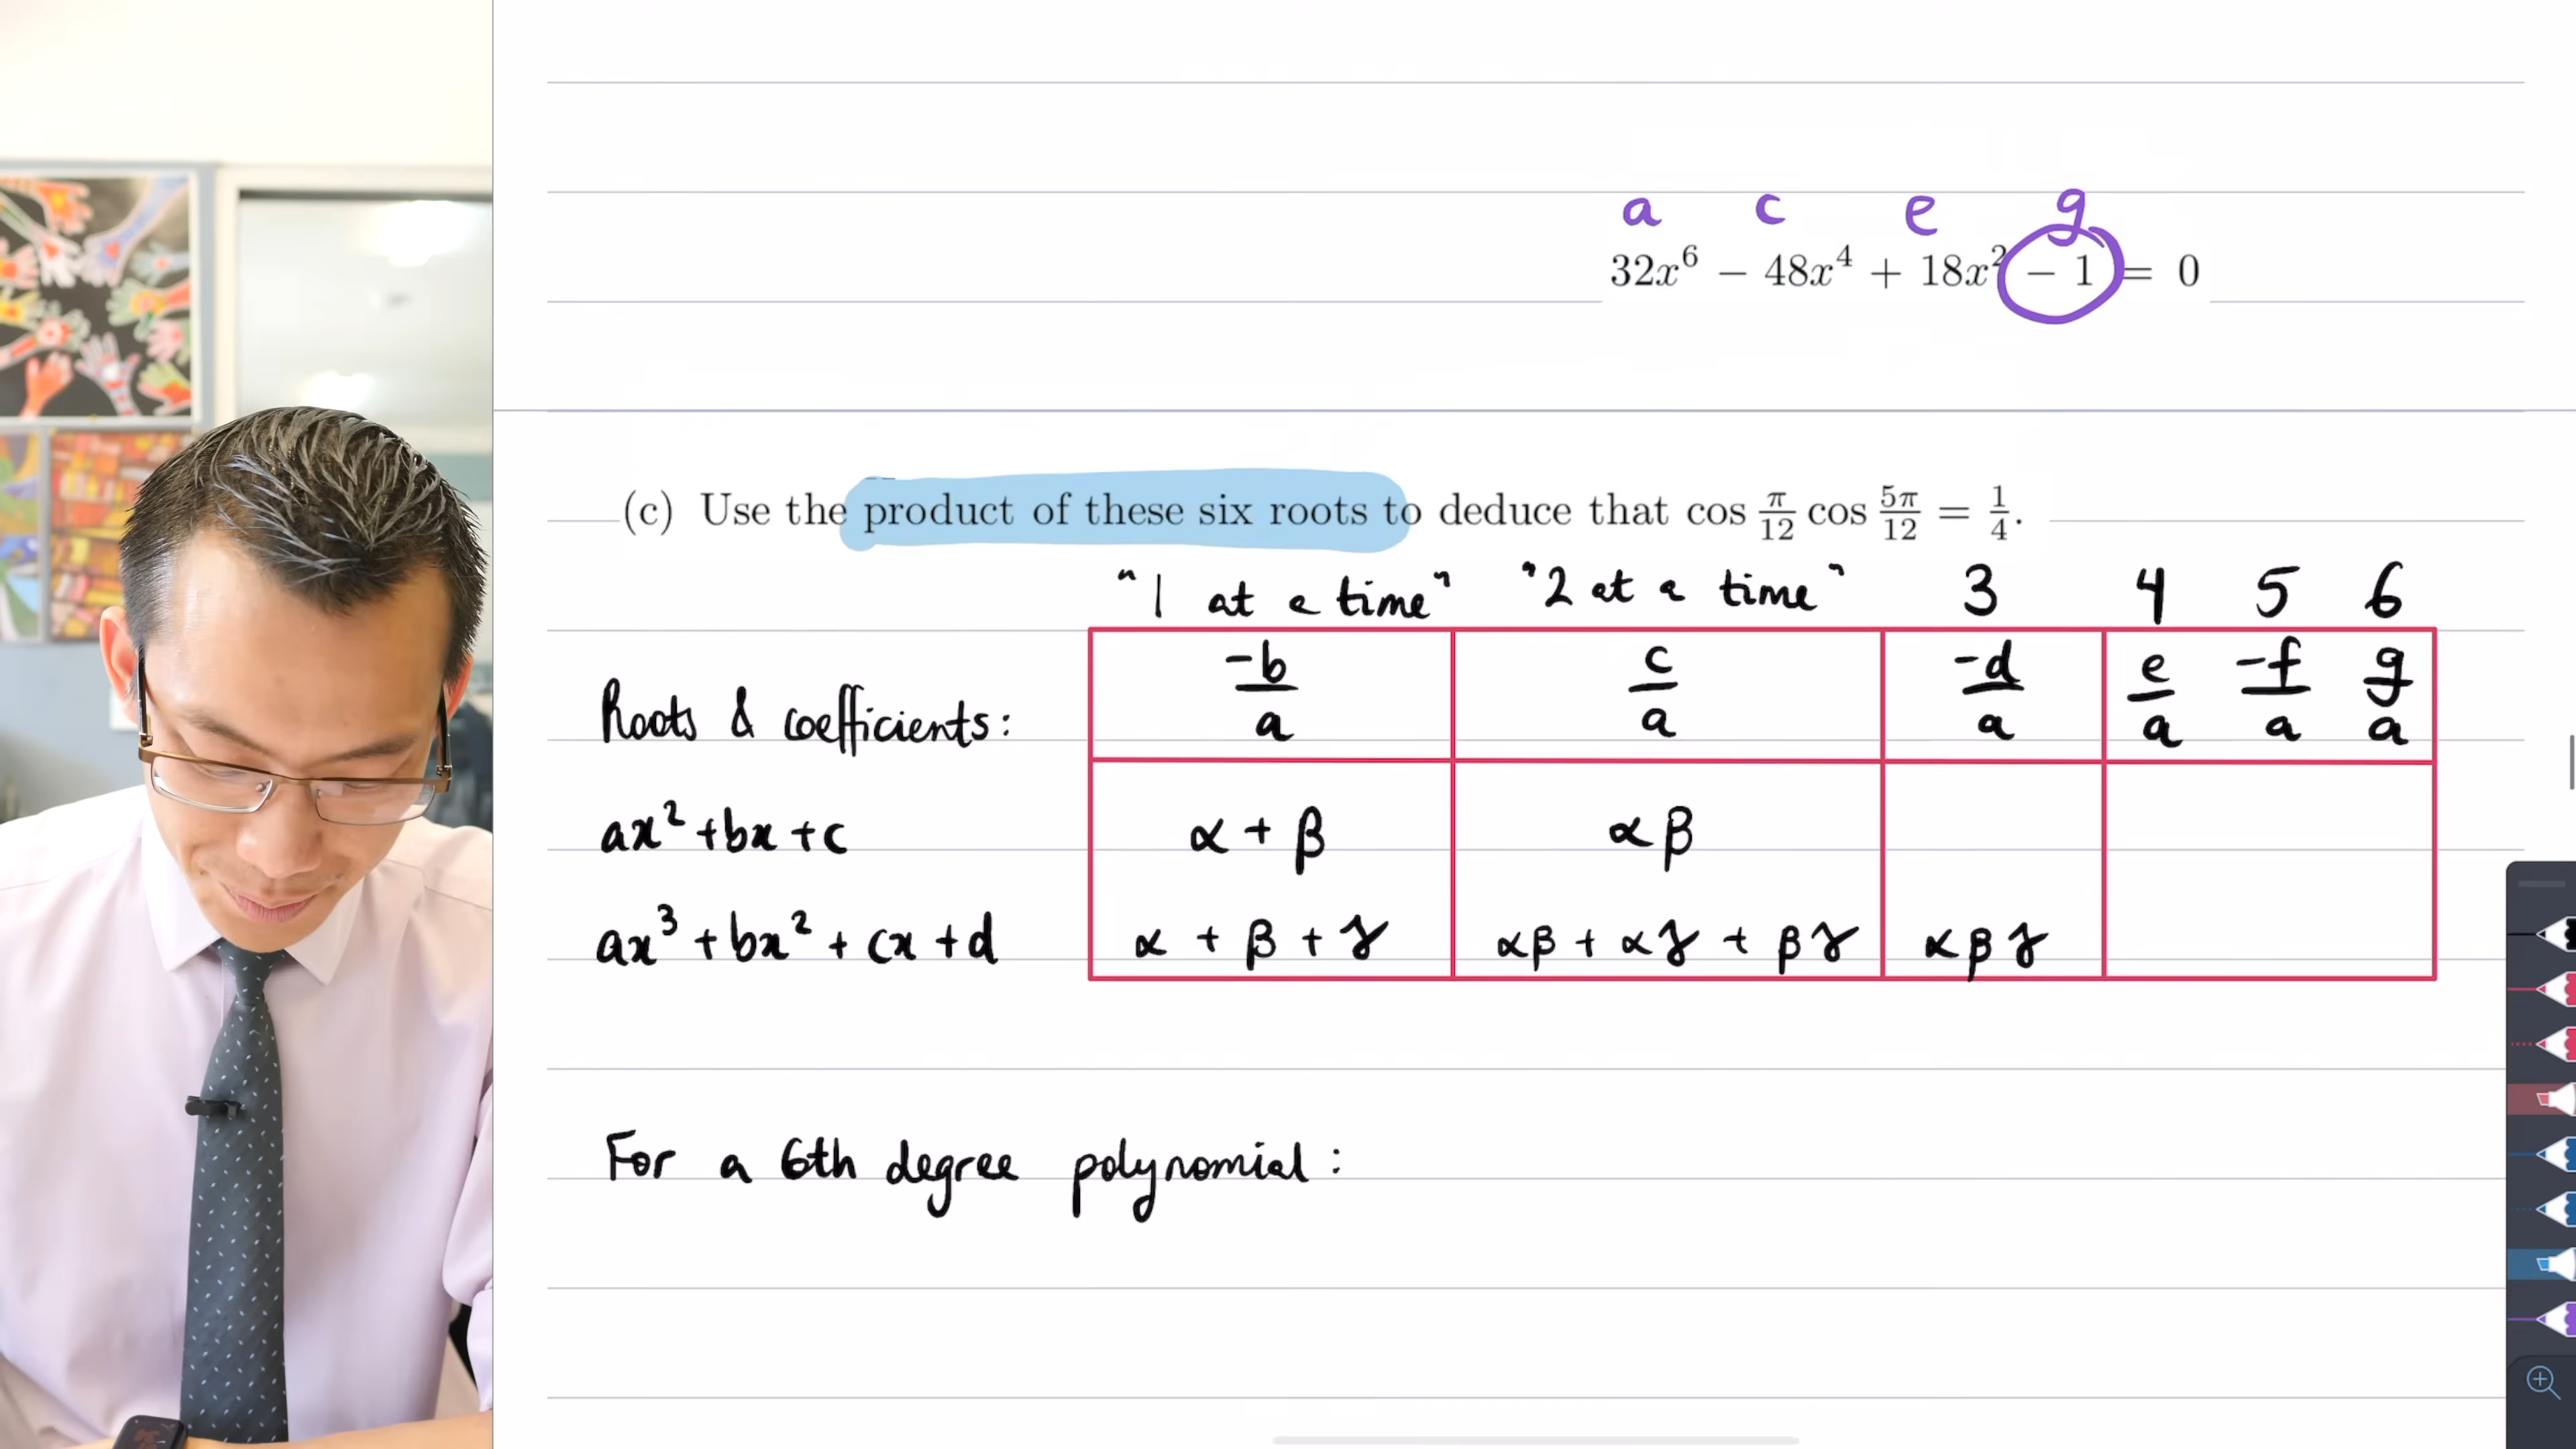 a c e g
32x⁶ − 48x⁴ + 18x² − 1 = 0
(c) Use the product of these six roots to deduce that cos π/12 cos 5π/12 = 1/4.
"1 at a time" "2 at a time" 3 4 5 6
Roots & coefficients: -b/a c/a -d/a e/a -f/a g/a
ax² + bx + c α + β αβ
ax³ + bx² + cx + d α + β + γ αβ + αγ + βγ αβγ
For a 6th degree polynomial: